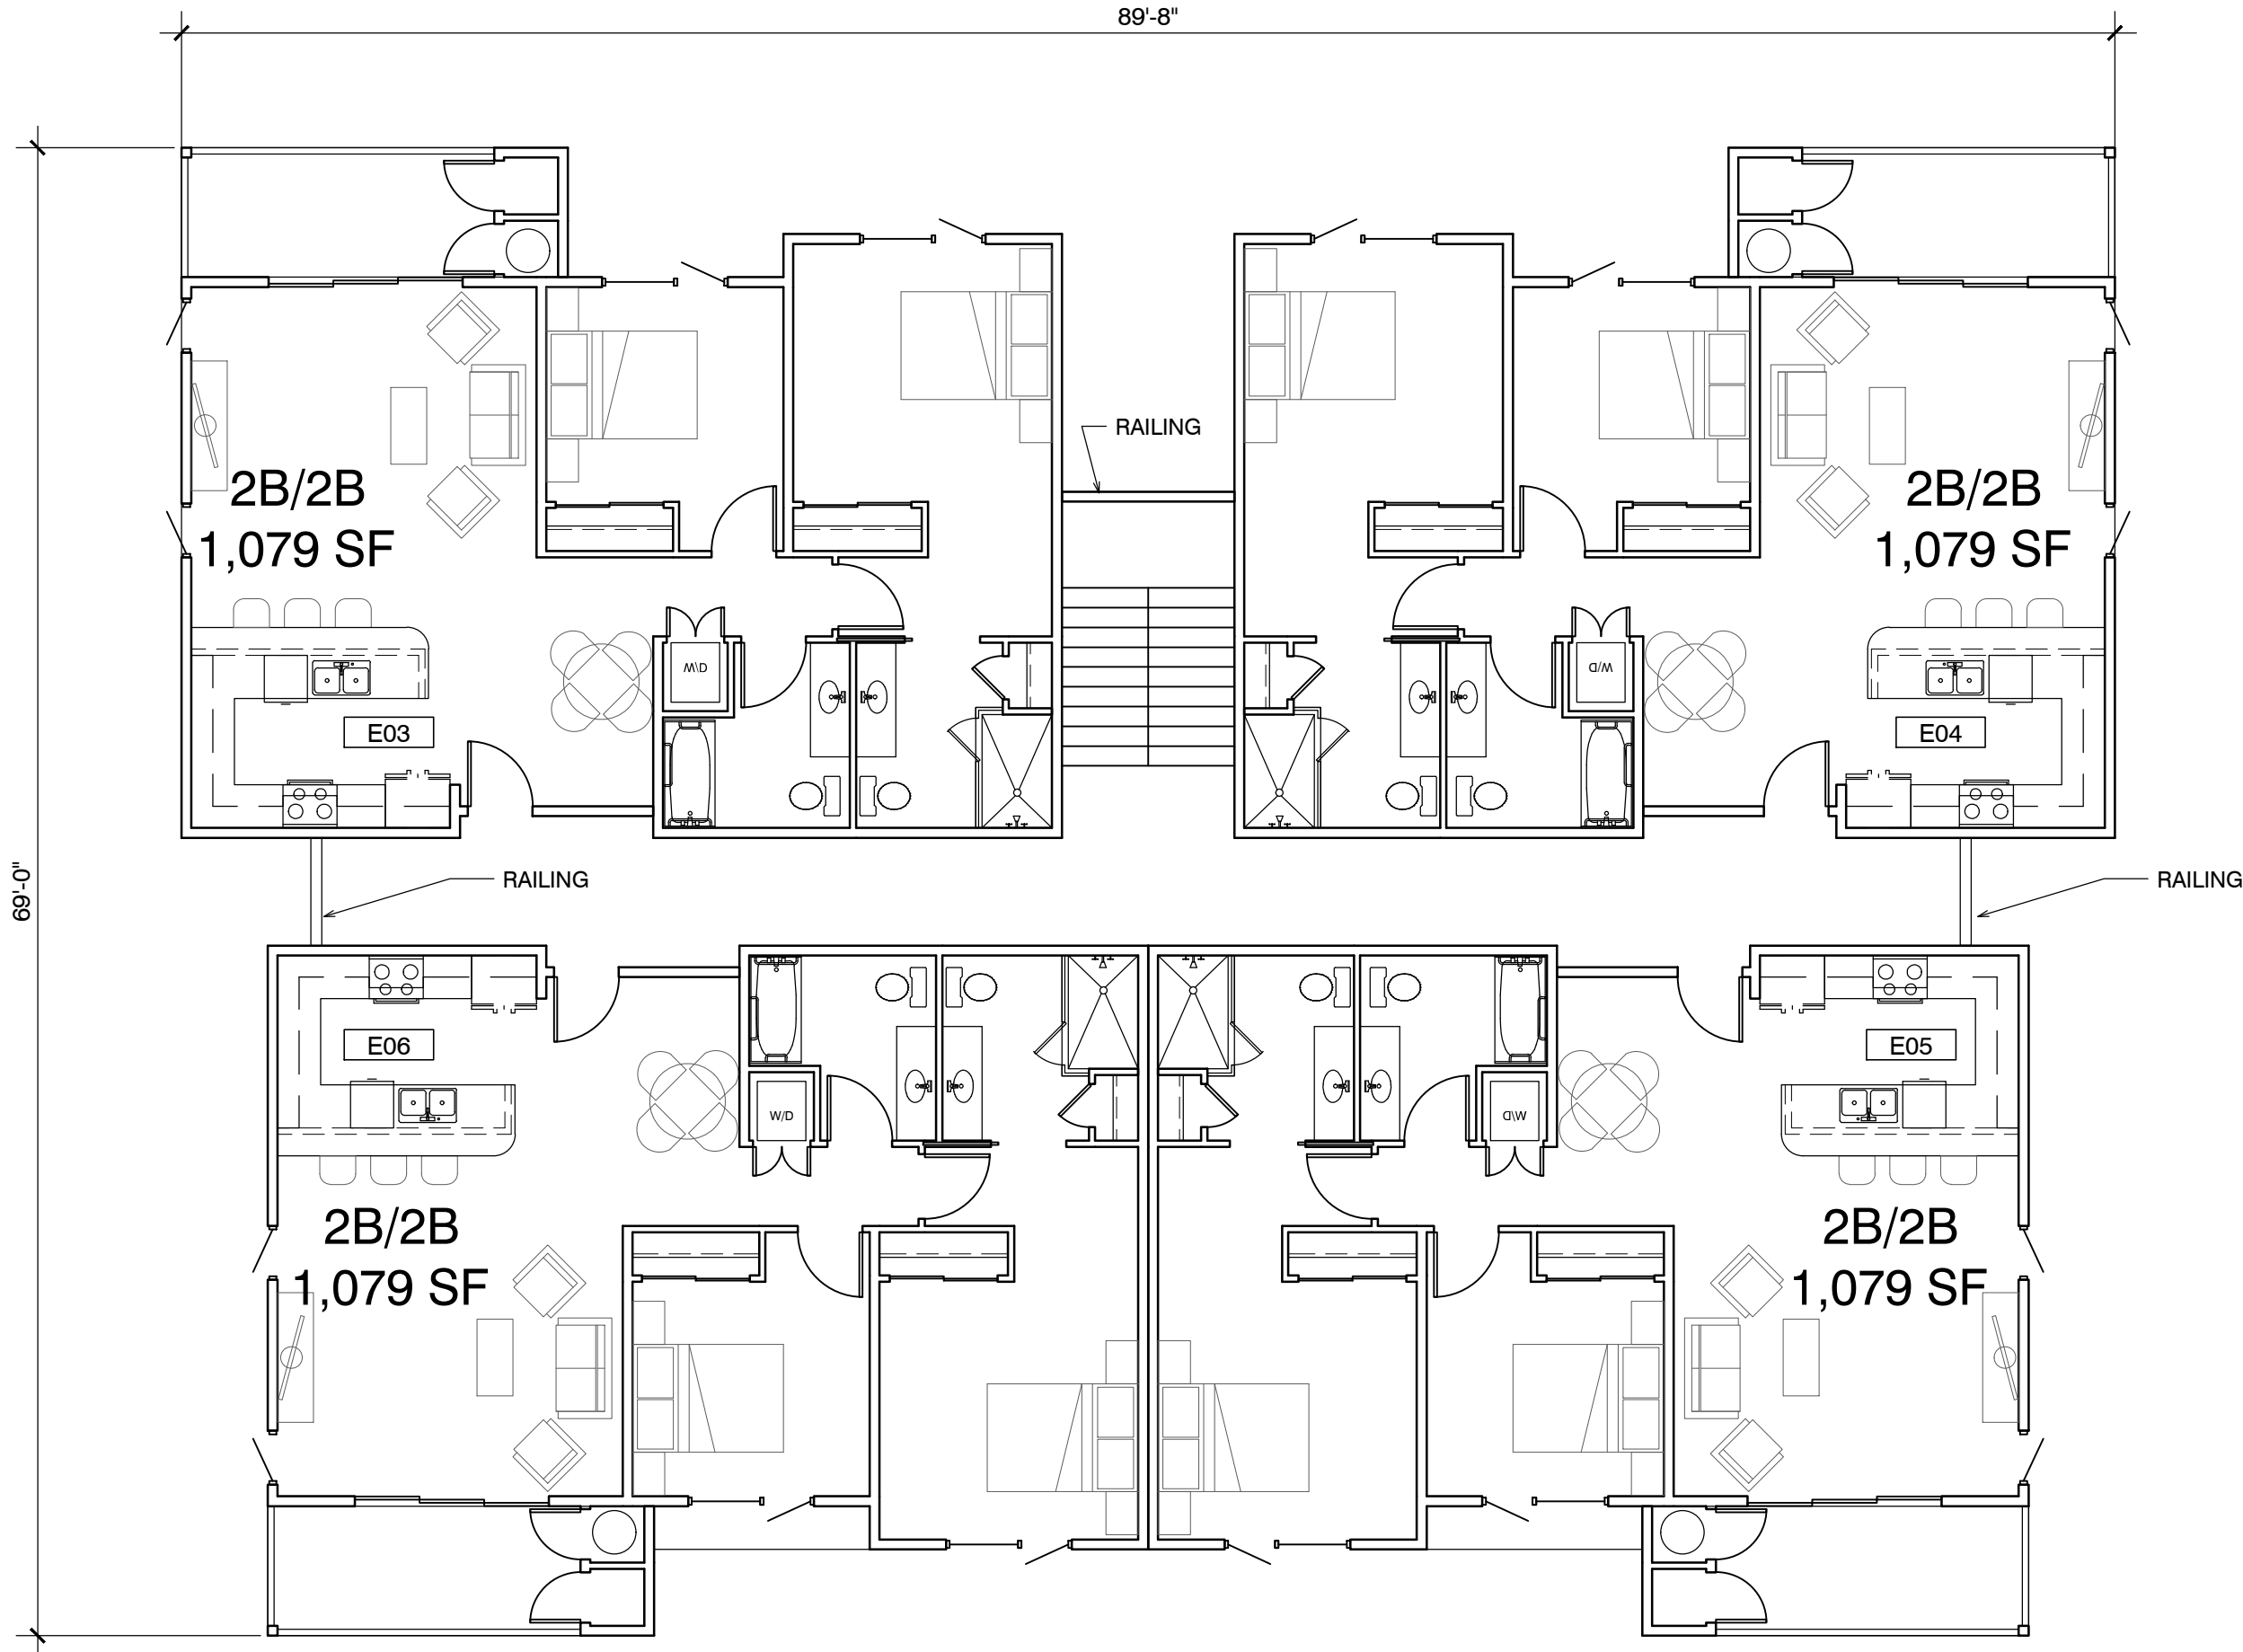 89'-8"
RAILING
2B/2B
1,079 SF
2B/2B
1,079 SF
W/D
W/D
E03
E04
RAILING
RAILING
69'-0"
E06
E05
W/D
W/D
2B/2B
1,079 SF
2B/2B
1,079 SF